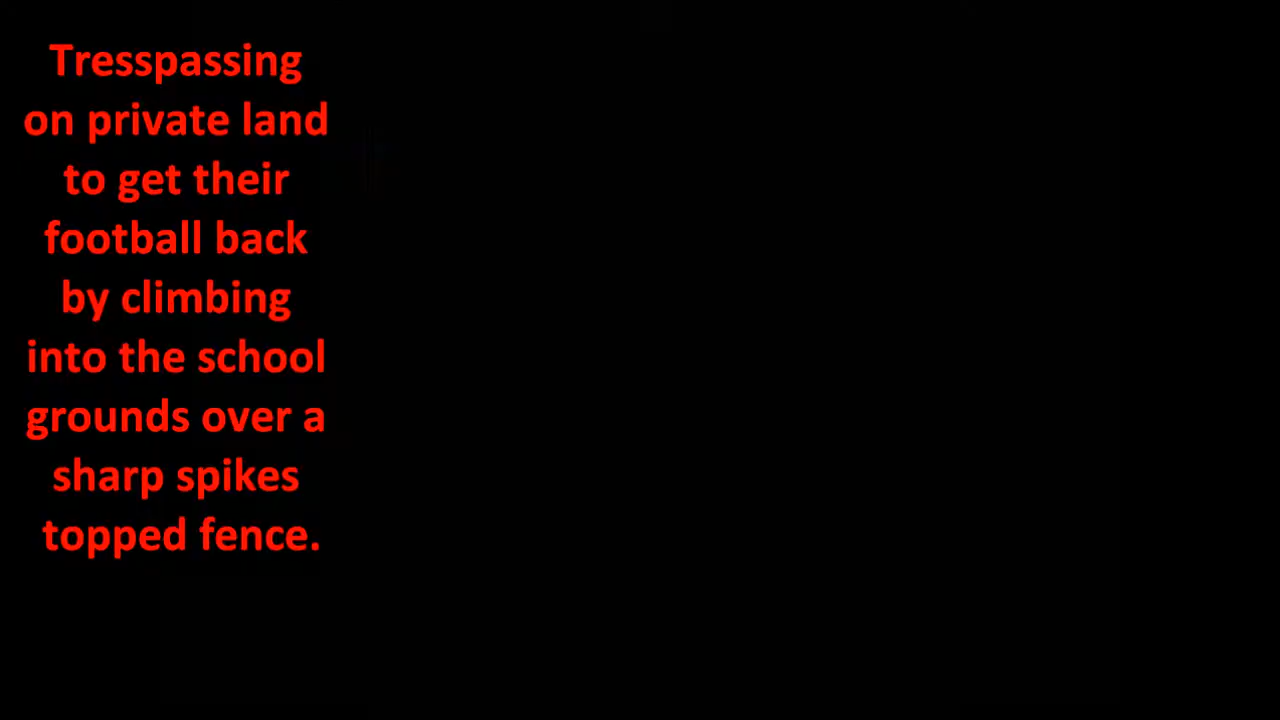 Tresspassing
on private land
to get their
football back
by climbing
into the school
grounds over a
sharp spikes
topped fence.